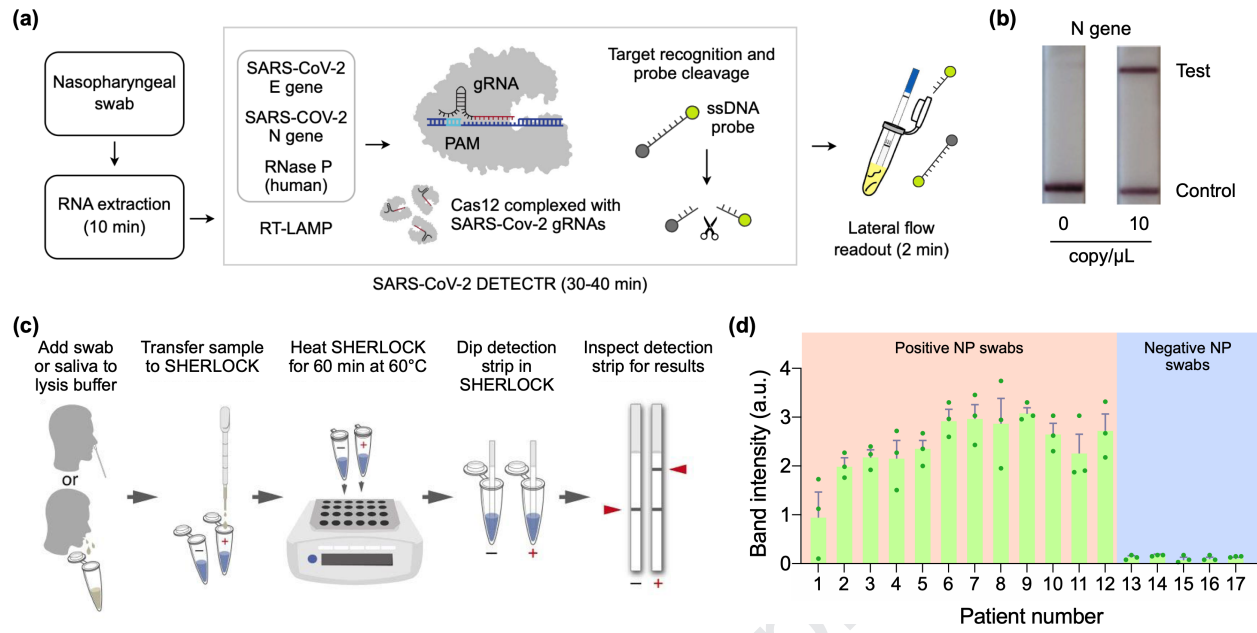 (a)
Nasopharyngeal
swab
RNA extraction
(10 min)
SARS-CoV-2
E gene
SARS-COV-2
N gene
RNase P
(human)
RT-LAMP
gRNA
PAM
Cas12 complexed with
SARS-Cov-2 gRNAs
Target recognition and
probe cleavage
ssDNA
probe
Lateral flow
readout (2 min)
SARS-CoV-2 DETECTR (30-40 min)
(b)
N gene
Test
Control
0 10
copy/µL
(c)
Add swab
or saliva to
lysis buffer
or
Transfer sample
to SHERLOCK
− +
Heat SHERLOCK
for 60 min at 60°C
− +
Dip detection
strip in
SHERLOCK
− +
Inspect detection
strip for results
− +
(d)
Positive NP swabs
Negative NP
swabs
Band intensity (a.u.)
4
3
2
1
0
1 2 3 4 5 6 7 8 9 10 11 12 13 14 15 16 17
Patient number